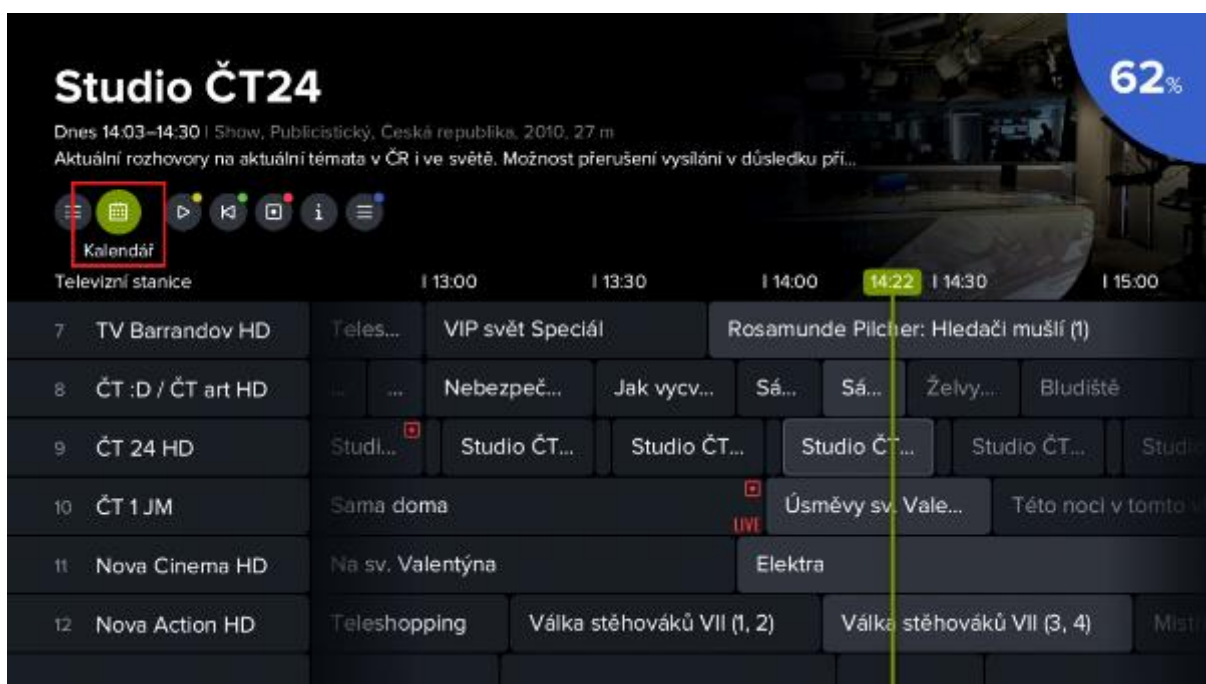 Studio ČT24
62%
Dnes 14:03–14:30 | Show, Publicistický, Česká republika, 2010, 27 m
Aktuální rozhovory na aktuální témata v ČR i ve světě. Možnost přerušení vysílání v důsledku pří...
Kalendář
Televizní stanice | 13:00 | 13:30 | 14:00 14:22 | 14:30 | 15:00
7 TV Barrandov HD Teles... VIP svět Speciál Rosamunde Pilcher: Hledači mušlí (1)
8 ČT :D / ČT art HD ... ... Nebezpeč... Jak vycv... Sá... Sá... Želvy... Bludiště
9 ČT 24 HD Studi... Studio ČT... Studio ČT... Studio ČT... Studio ČT... Studio
10 ČT 1 JM Sama doma LIVE Úsměvy sv. Vale... Této noci v tomto v
11 Nova Cinema HD Na sv. Valentýna Elektra
12 Nova Action HD Teleshopping Válka stěhováků VII (1, 2) Válka stěhováků VII (3, 4) Mist